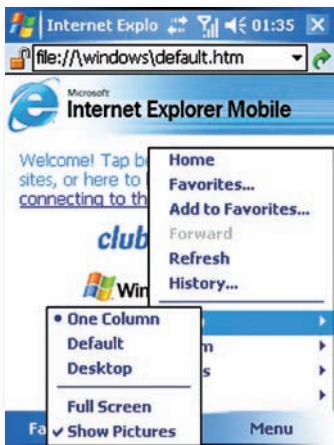 Internet Explo 01:35
file://\windows\default.htm
Microsoft
Internet Explorer Mobile
Welcome! Tap
sites, or here to
connecting to
club
Win
Home
Favorites...
Add to Favorites...
Forward
Refresh
History...
One Column
Default
Desktop
Full Screen
Show Pictures
Menu